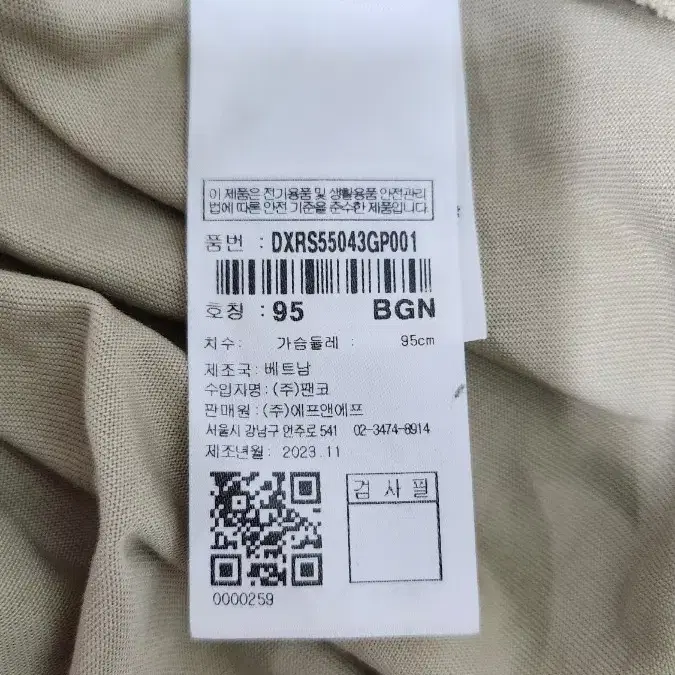 이 제품은 전기용품 및 생활용품 안전관리
법에 따른 안전 기준을 준수한 제품입니다.
품번 : DXRS55043GP001
호칭 : 95 BGN
치수: 가슴둘레 : 95cm
제조국: 베트남
수입자명: (주)팬코
판매원 : (주)에프앤에프
서울시 강남구 언주로 541 02-3474-8914
제조년월: 2023.11
검사필
0000259